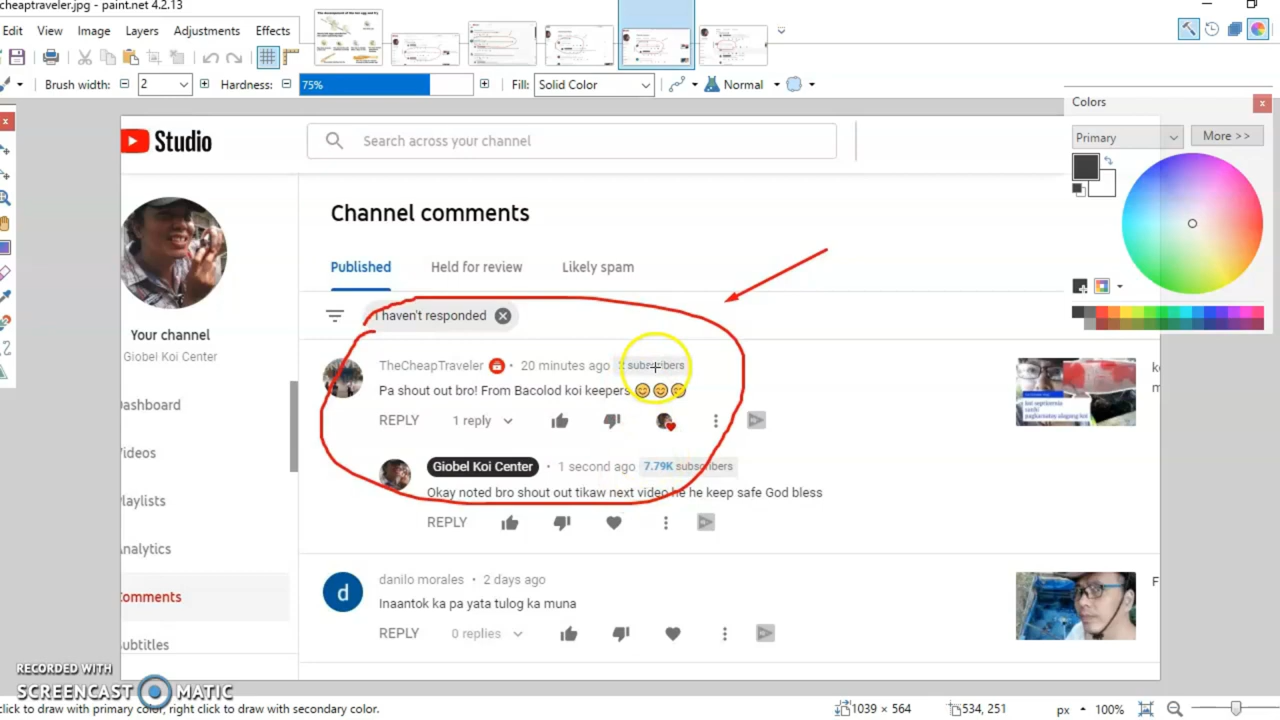 cheaptraveler.jpg - paint.net 4.2.13
Edit View Image Layers Adjustments Effects
Brush width: 2 Hardness: 75% Fill: Solid Color Normal
Colors
Primary More >>
Studio
Search across your channel
Channel comments
Published Held for review Likely spam
I haven't responded
Your channel
Giobel Koi Center
Dashboard
Videos
Playlists
Analytics
Comments
Subtitles
TheCheapTraveler • 20 minutes ago subscribers
Pa shout out bro! From Bacolod koi keepers 😊😊🥰
REPLY 1 reply
Giobel Koi Center • 1 second ago 7.79K subscribers
Okay noted bro shout out tikaw next video he he keep safe God bless
REPLY
d
danilo morales • 2 days ago
Inaantok ka pa yata tulog ka muna
REPLY 0 replies
F
RECORDED WITH
SCREENCAST MATIC
click to draw with primary color, right click to draw with secondary color.
1039 × 564 534, 251 px 100%